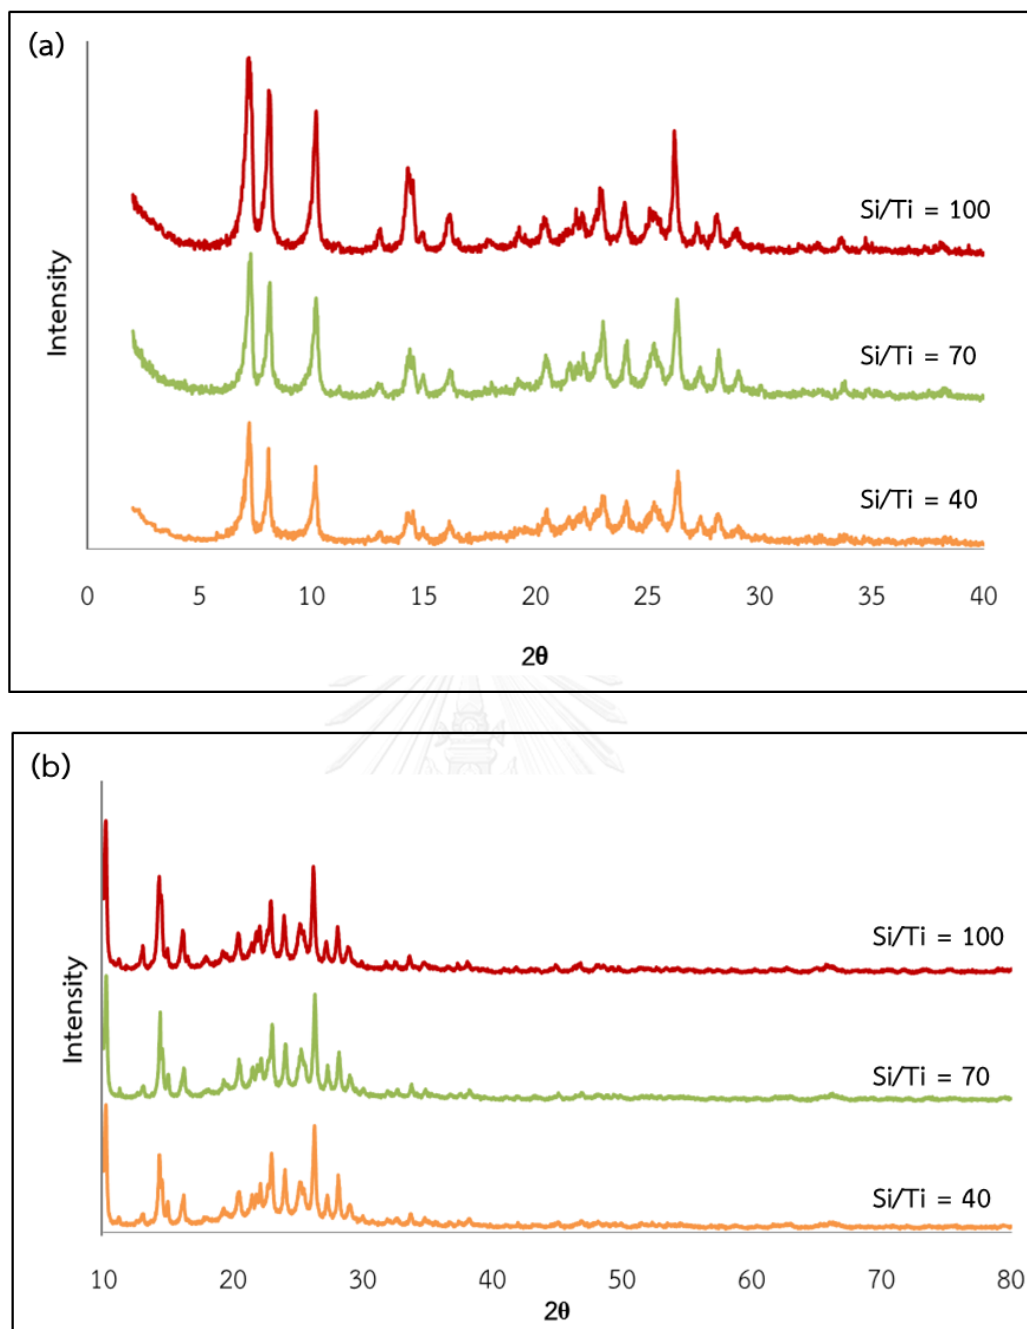 (a)
Intensity
Si/Ti = 100
Si/Ti = 70
Si/Ti = 40
0 5 10 15 20 25 30 35 40
2θ
(b)
Intensity
Si/Ti = 100
Si/Ti = 70
Si/Ti = 40
10 20 30 40 50 60 70 80
2θ